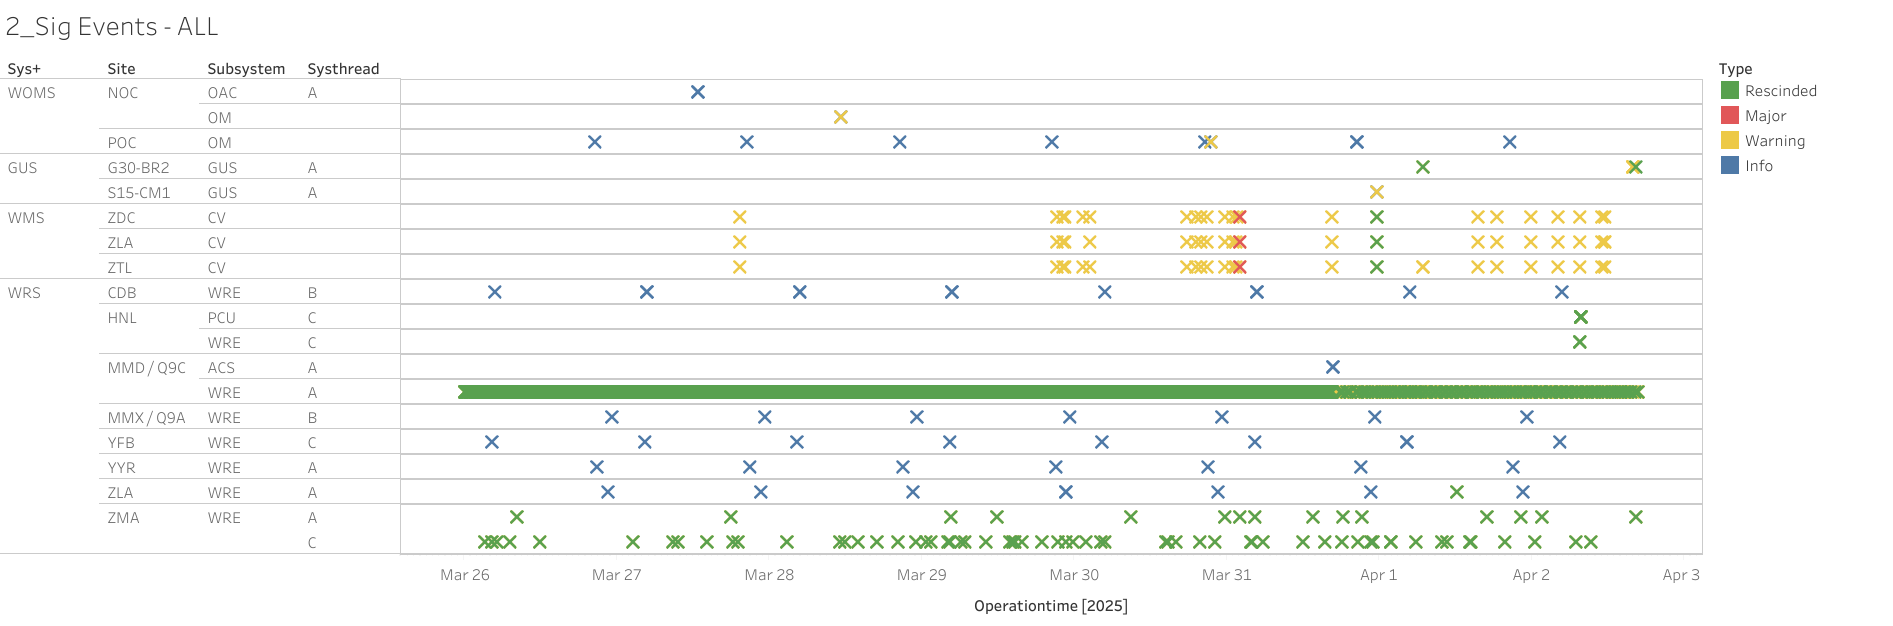 2_Sig Events - ALL
Sys+ Site Subsystem Systhread
Type
WOMS NOC OAC A
Rescinded
OM
Major
POC OM
Warning
GUS G30-BR2 GUS A
Info
S15-CM1 GUS A
WMS ZDC CV
ZLA CV
ZTL CV
WRS CDB WRE B
HNL PCU C
WRE C
MMD / Q9C ACS A
WRE A
MMX / Q9A WRE B
YFB WRE C
YYR WRE A
ZLA WRE A
ZMA WRE A
C
Mar 26 Mar 27 Mar 28 Mar 29 Mar 30 Mar 31 Apr 1 Apr 2 Apr 3
Operationtime [2025]